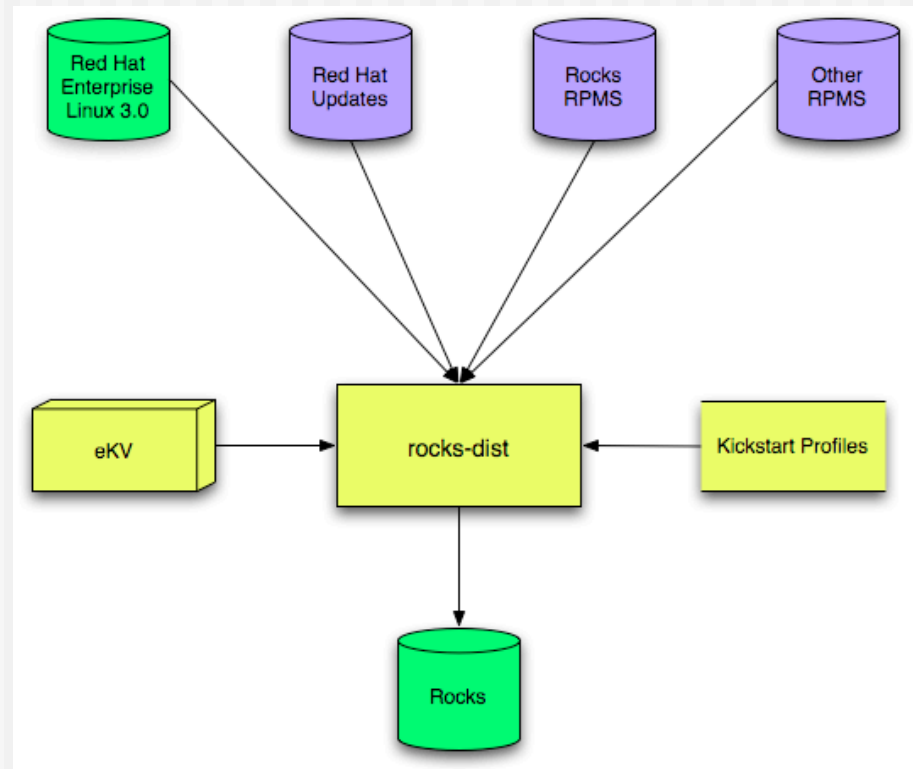 Red Hat
Enterprise
Linux 3.0
Red Hat
Updates
Rocks
RPMS
Other
RPMS
eKV
rocks-dist
Kickstart Profiles
Rocks